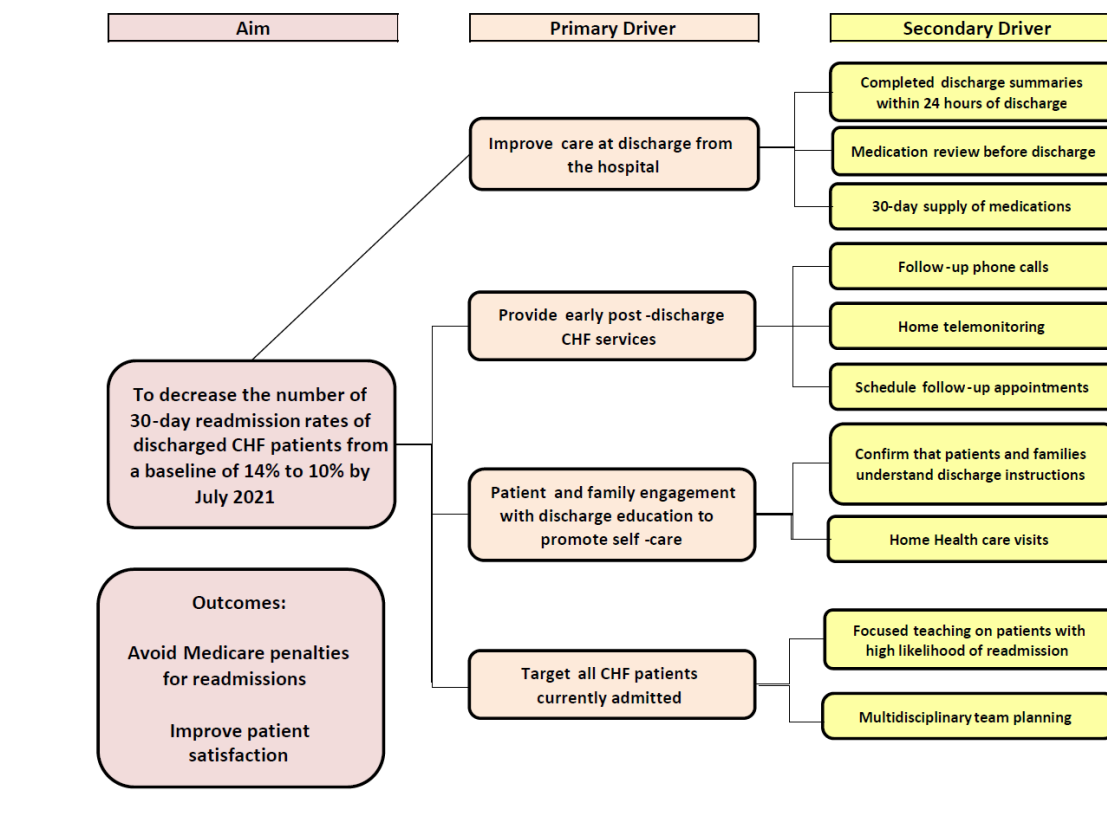 Aim
Primary Driver
Secondary Driver
Completed discharge summaries
within 24 hours of discharge
Improve care at discharge from
the hospital
Medication review before discharge
30-day supply of medications
Follow-up phone calls
Provide early post -discharge
CHF services
Home telemonitoring
Schedule follow-up appointments
To decrease the number of
30-day readmission rates of
discharged CHF patients from
a baseline of 14% to 10% by
July 2021
Confirm that patients and families
understand discharge instructions
Patient and family engagement
with discharge education to
promote self -care
Home Health care visits
Outcomes:
Avoid Medicare penalties
for readmissions
Improve patient
satisfaction
Focused teaching on patients with
high likelihood of readmission
Target all CHF patients
currently admitted
Multidisciplinary team planning